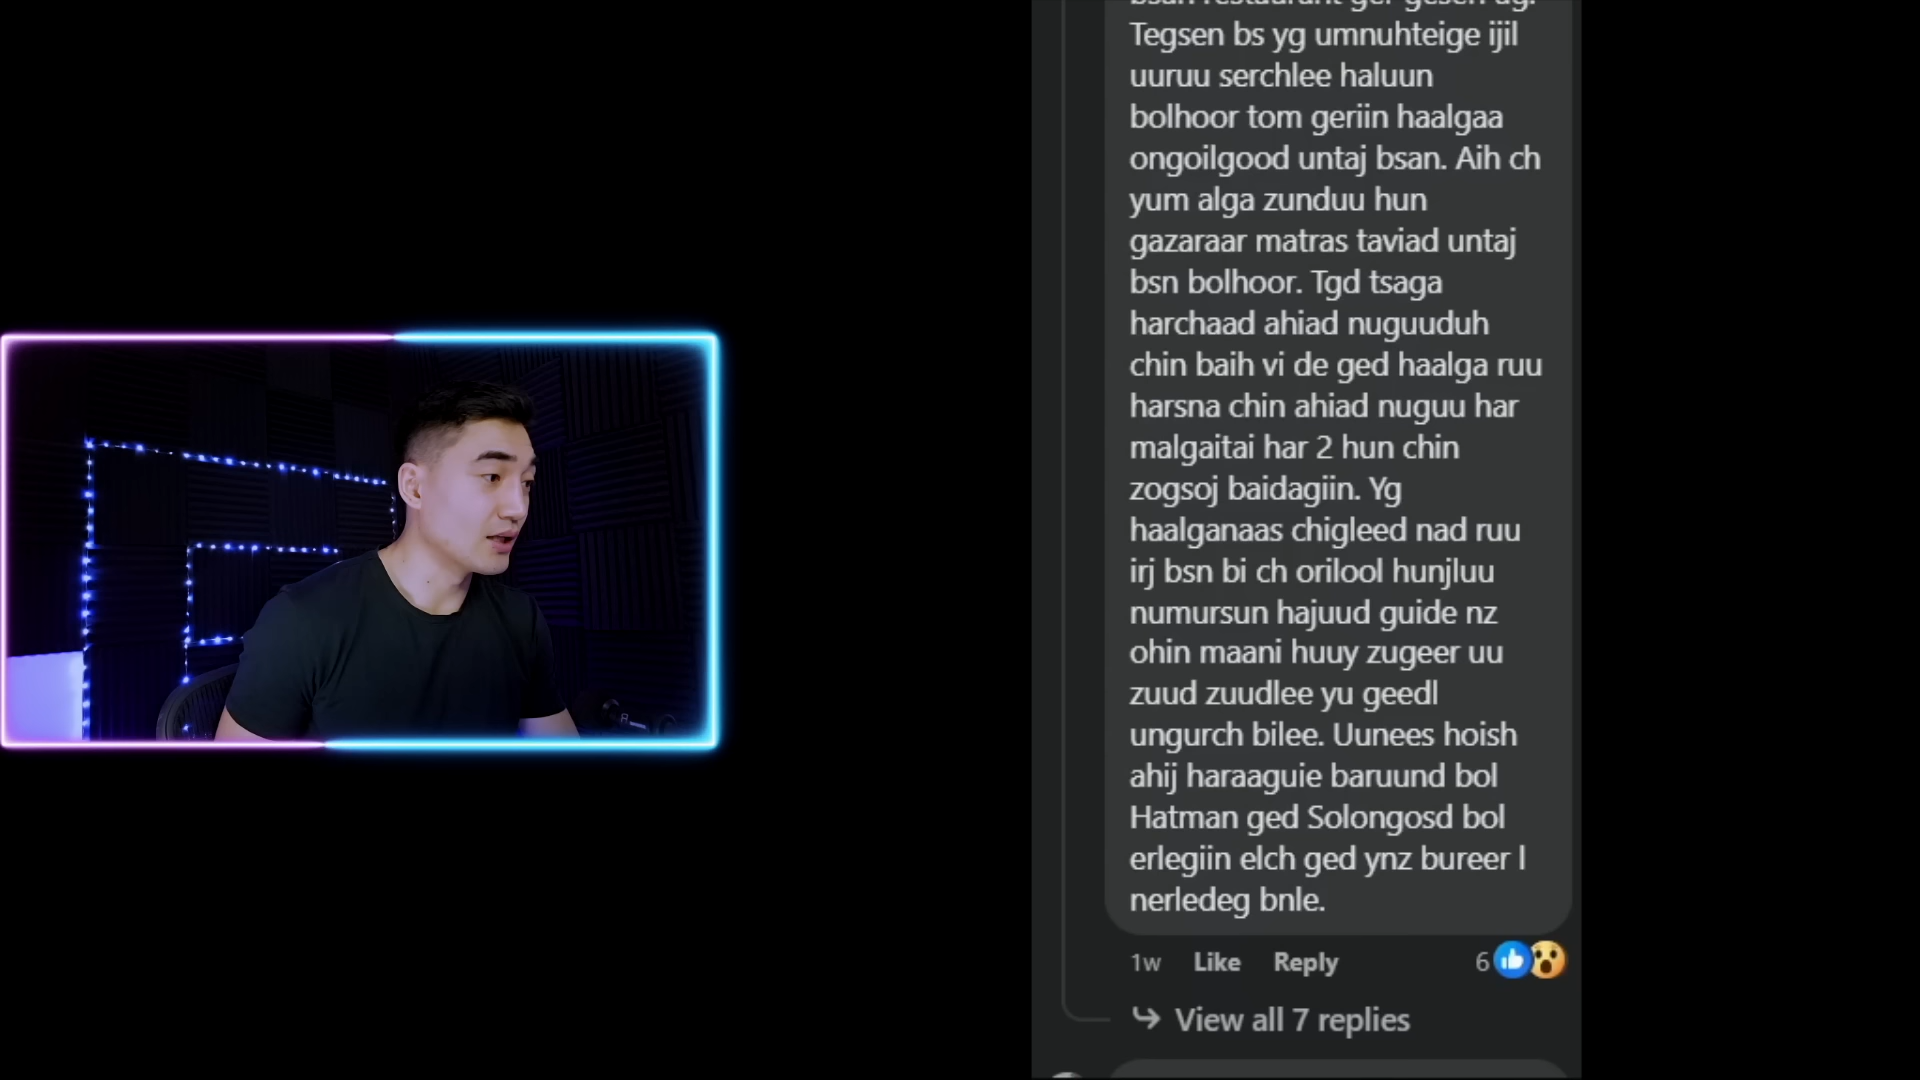 bsan restaurant ger gesen ug.
Tegsen bs yg umnuhteige ijil
uuruu serchlee haluun
bolhoor tom geriin haalgaa
ongoilgood untaj bsan. Aih ch
yum alga zunduu hun
gazaraar matras taviad untaj
bsn bolhoor. Tgd tsaga
harchaad ahiad nuguuduh
chin baih vi de ged haalga ruu
harsna chin ahiad nuguu har
malgaitai har 2 hun chin
zogsoj baidagiin. Yg
haalganaas chigleed nad ruu
irj bsn bi ch orilool hunjluu
numursun hajuud guide nz
ohin maani huuy zugeer uu
zuud zuudlee yu geedl
ungurch bilee. Uunees hoish
ahij haraaguie baruund bol
Hatman ged Solongosd bol
erlegiin elch ged ynz bureer l
nerledeg bnle.
1w Like Reply 6
View all 7 replies